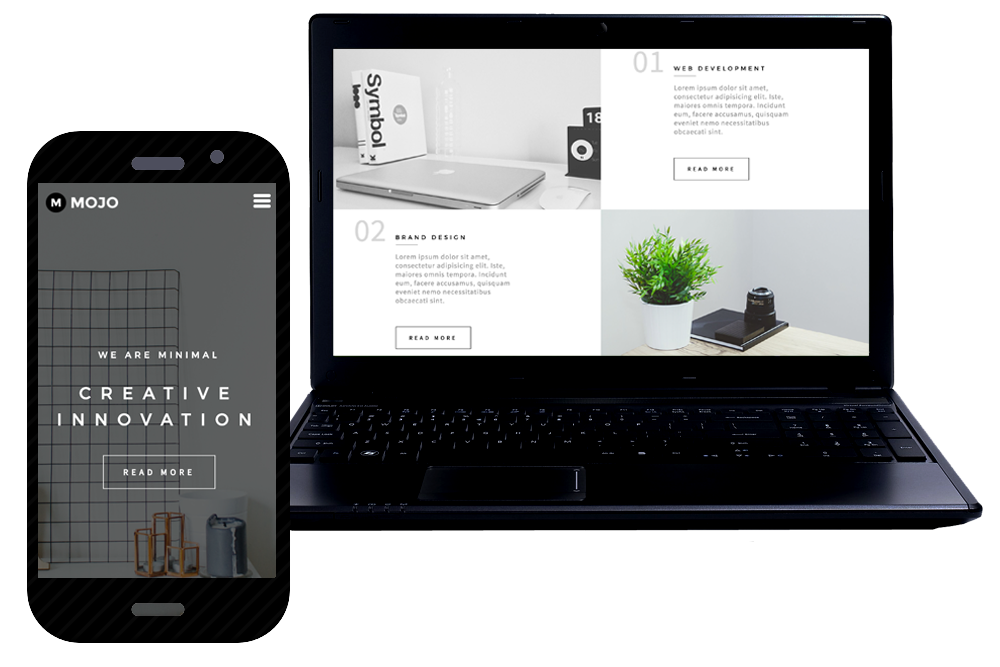 M MOJO
WE ARE MINIMAL
CREATIVE
INNOVATION
READ MORE
Symbol
18
01
WEB DEVELOPMENT
Lorem ipsum dolor sit amet,
consectetur adipisicing elit. Iste,
maiores omnis tempora. Incidunt
eum, facere accusamus, quisquam
eveniet nemo necessitatibus
obcaecati sint.
READ MORE
02
BRAND DESIGN
Lorem ipsum dolor sit amet,
consectetur adipisicing elit. Iste,
maiores omnis tempora. Incidunt
eum, facere accusamus, quisquam
eveniet nemo necessitatibus
obcaecati sint.
READ MORE